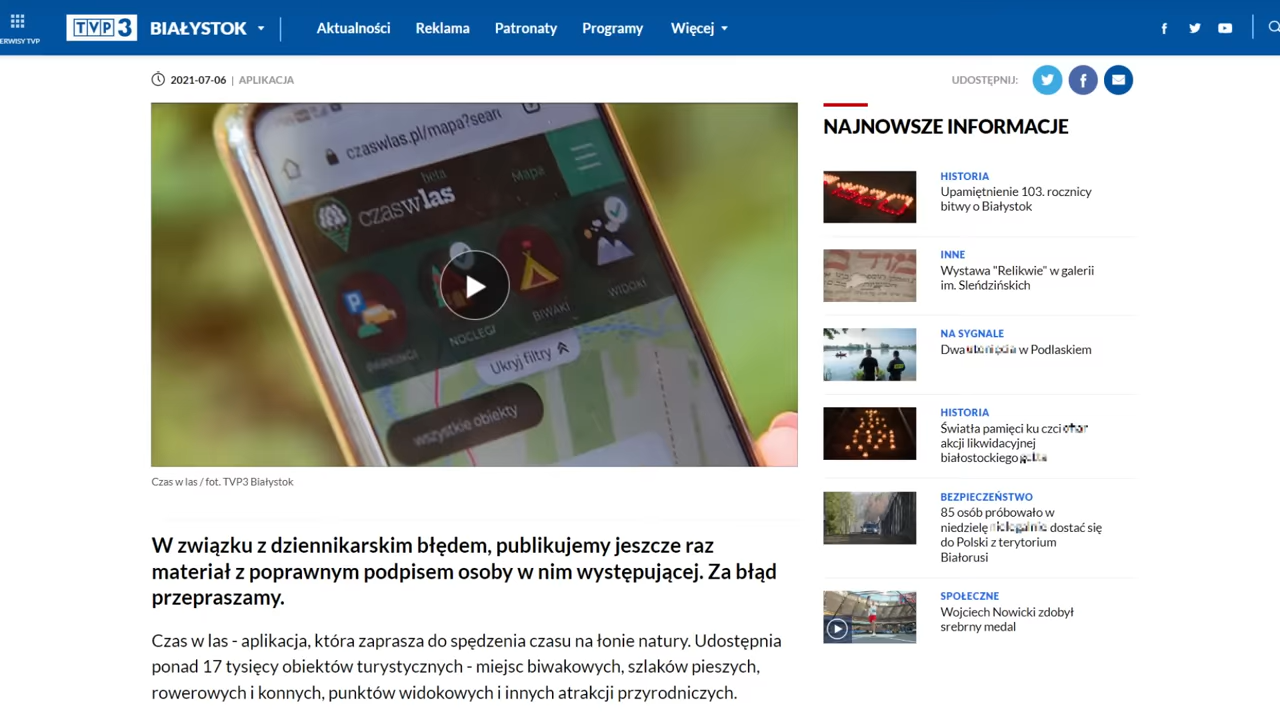 ERWISY TVP
TVP3 BIAŁYSTOK
Aktualności Reklama Patronaty Programy Więcej
2021-07-06 | APLIKACJA
UDOSTĘPNIJ:
czaswlas.pl/mapa?sear
beta
czaswlas
Mapa
P
PARKINGI
NOCLEGI
BIWAKI
WIDOKI
Ukryj filtry
wszystkie obiekty
Czas w las / fot. TVP3 Białystok
W związku z dziennikarskim błędem, publikujemy jeszcze raz
materiał z poprawnym podpisem osoby w nim występującej. Za błąd
przepraszamy.
Czas w las - aplikacja, która zaprasza do spędzenia czasu na łonie natury. Udostępnia
ponad 17 tysięcy obiektów turystycznych - miejsc biwakowych, szlaków pieszych,
rowerowych i konnych, punktów widokowych i innych atrakcji przyrodniczych.
NAJNOWSZE INFORMACJE
HISTORIA
Upamiętnienie 103. rocznicy
bitwy o Białystok
INNE
Wystawa "Relikwie" w galerii
im. Sleńdzińskich
NA SYGNALE
Dwa w Podlaskiem
HISTORIA
Światła pamięci ku czci
akcji likwidacyjnej
białostockiego
BEZPIECZEŃSTWO
85 osób próbowało w
niedzielę dostać się
do Polski z terytorium
Białorusi
SPOŁECZNE
Wojciech Nowicki zdobył
srebrny medal